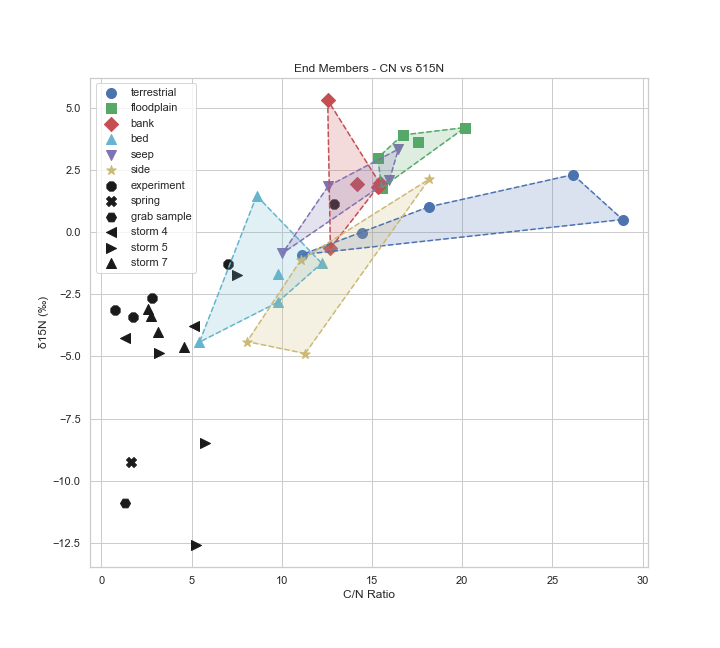 End Members - CN vs δ15N
terrestrial
floodplain
bank
bed
seep
side
experiment
spring
grab sample
storm 4
storm 5
storm 7
5.0
2.5
0.0
−2.5
−5.0
−7.5
−10.0
−12.5
δ15N (‰)
0 5 10 15 20 25 30
C/N Ratio